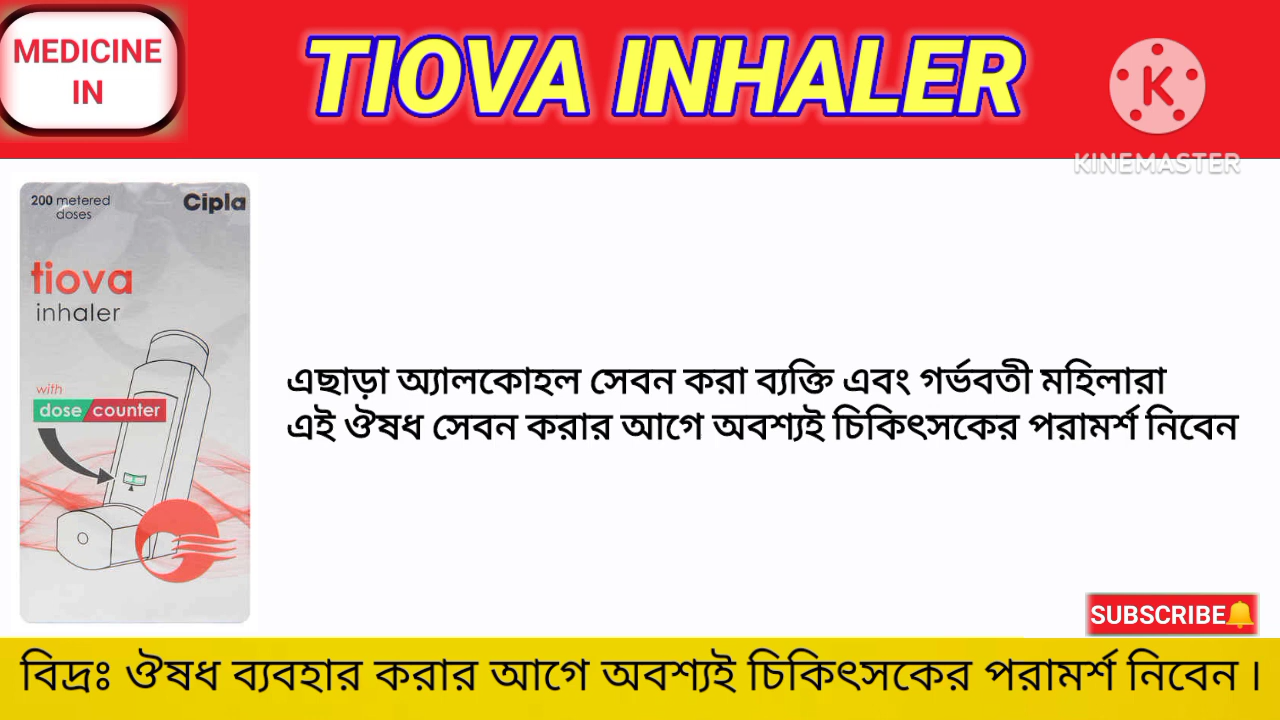 MEDICINE
IN
TIOVA INHALER
K
KINEMASTER
200 metered
doses
Cipla
tiova
inhaler
with
dose counter
এছাড়া অ্যালকোহল সেবন করা ব্যক্তি এবং গর্ভবতী মহিলারা
এই ঔষধ সেবন করার আগে অবশ্যই চিকিৎসকের পরামর্শ নিবেন
SUBSCRIBE
বিদ্রঃ ঔষধ ব্যবহার করার আগে অবশ্যই চিকিৎসকের পরামর্শ নিবেন।